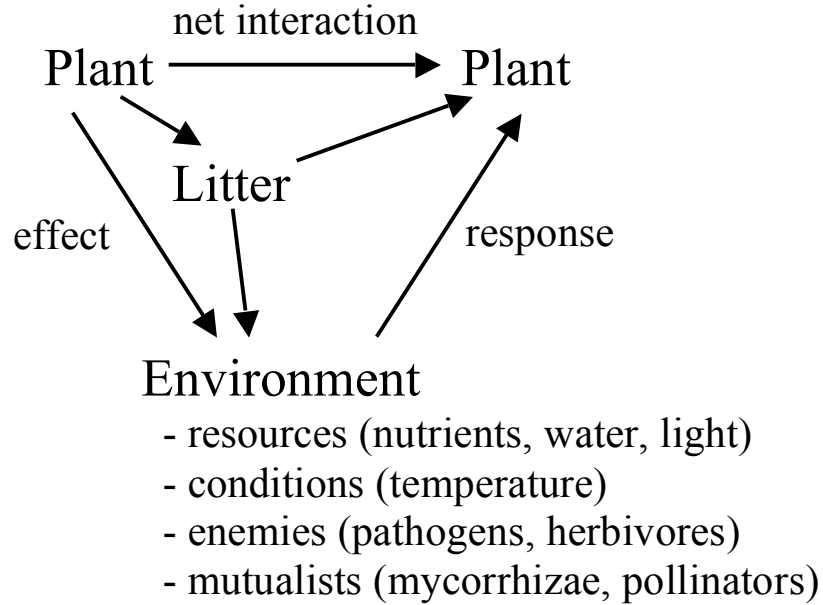 net interaction
Plant
Plant
Litter
effect
response
Environment
- resources (nutrients, water, light)
- conditions (temperature)
- enemies (pathogens, herbivores)
- mutualists (mycorrhizae, pollinators)